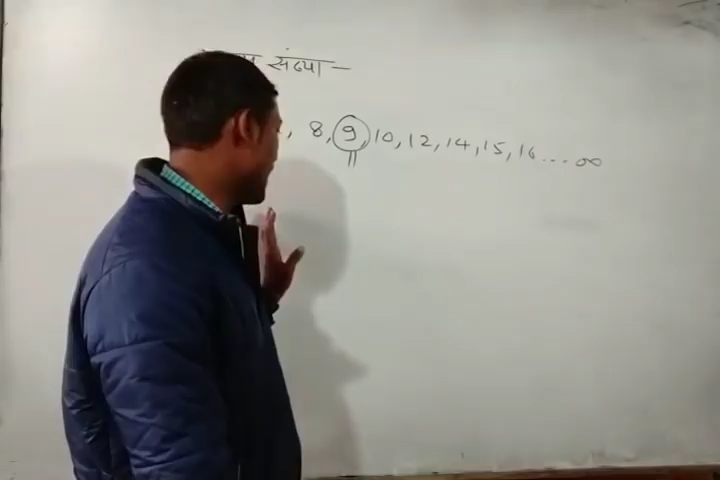 संख्या –
, 8, 9, 10, 12, 14, 15, 16 ... ∞